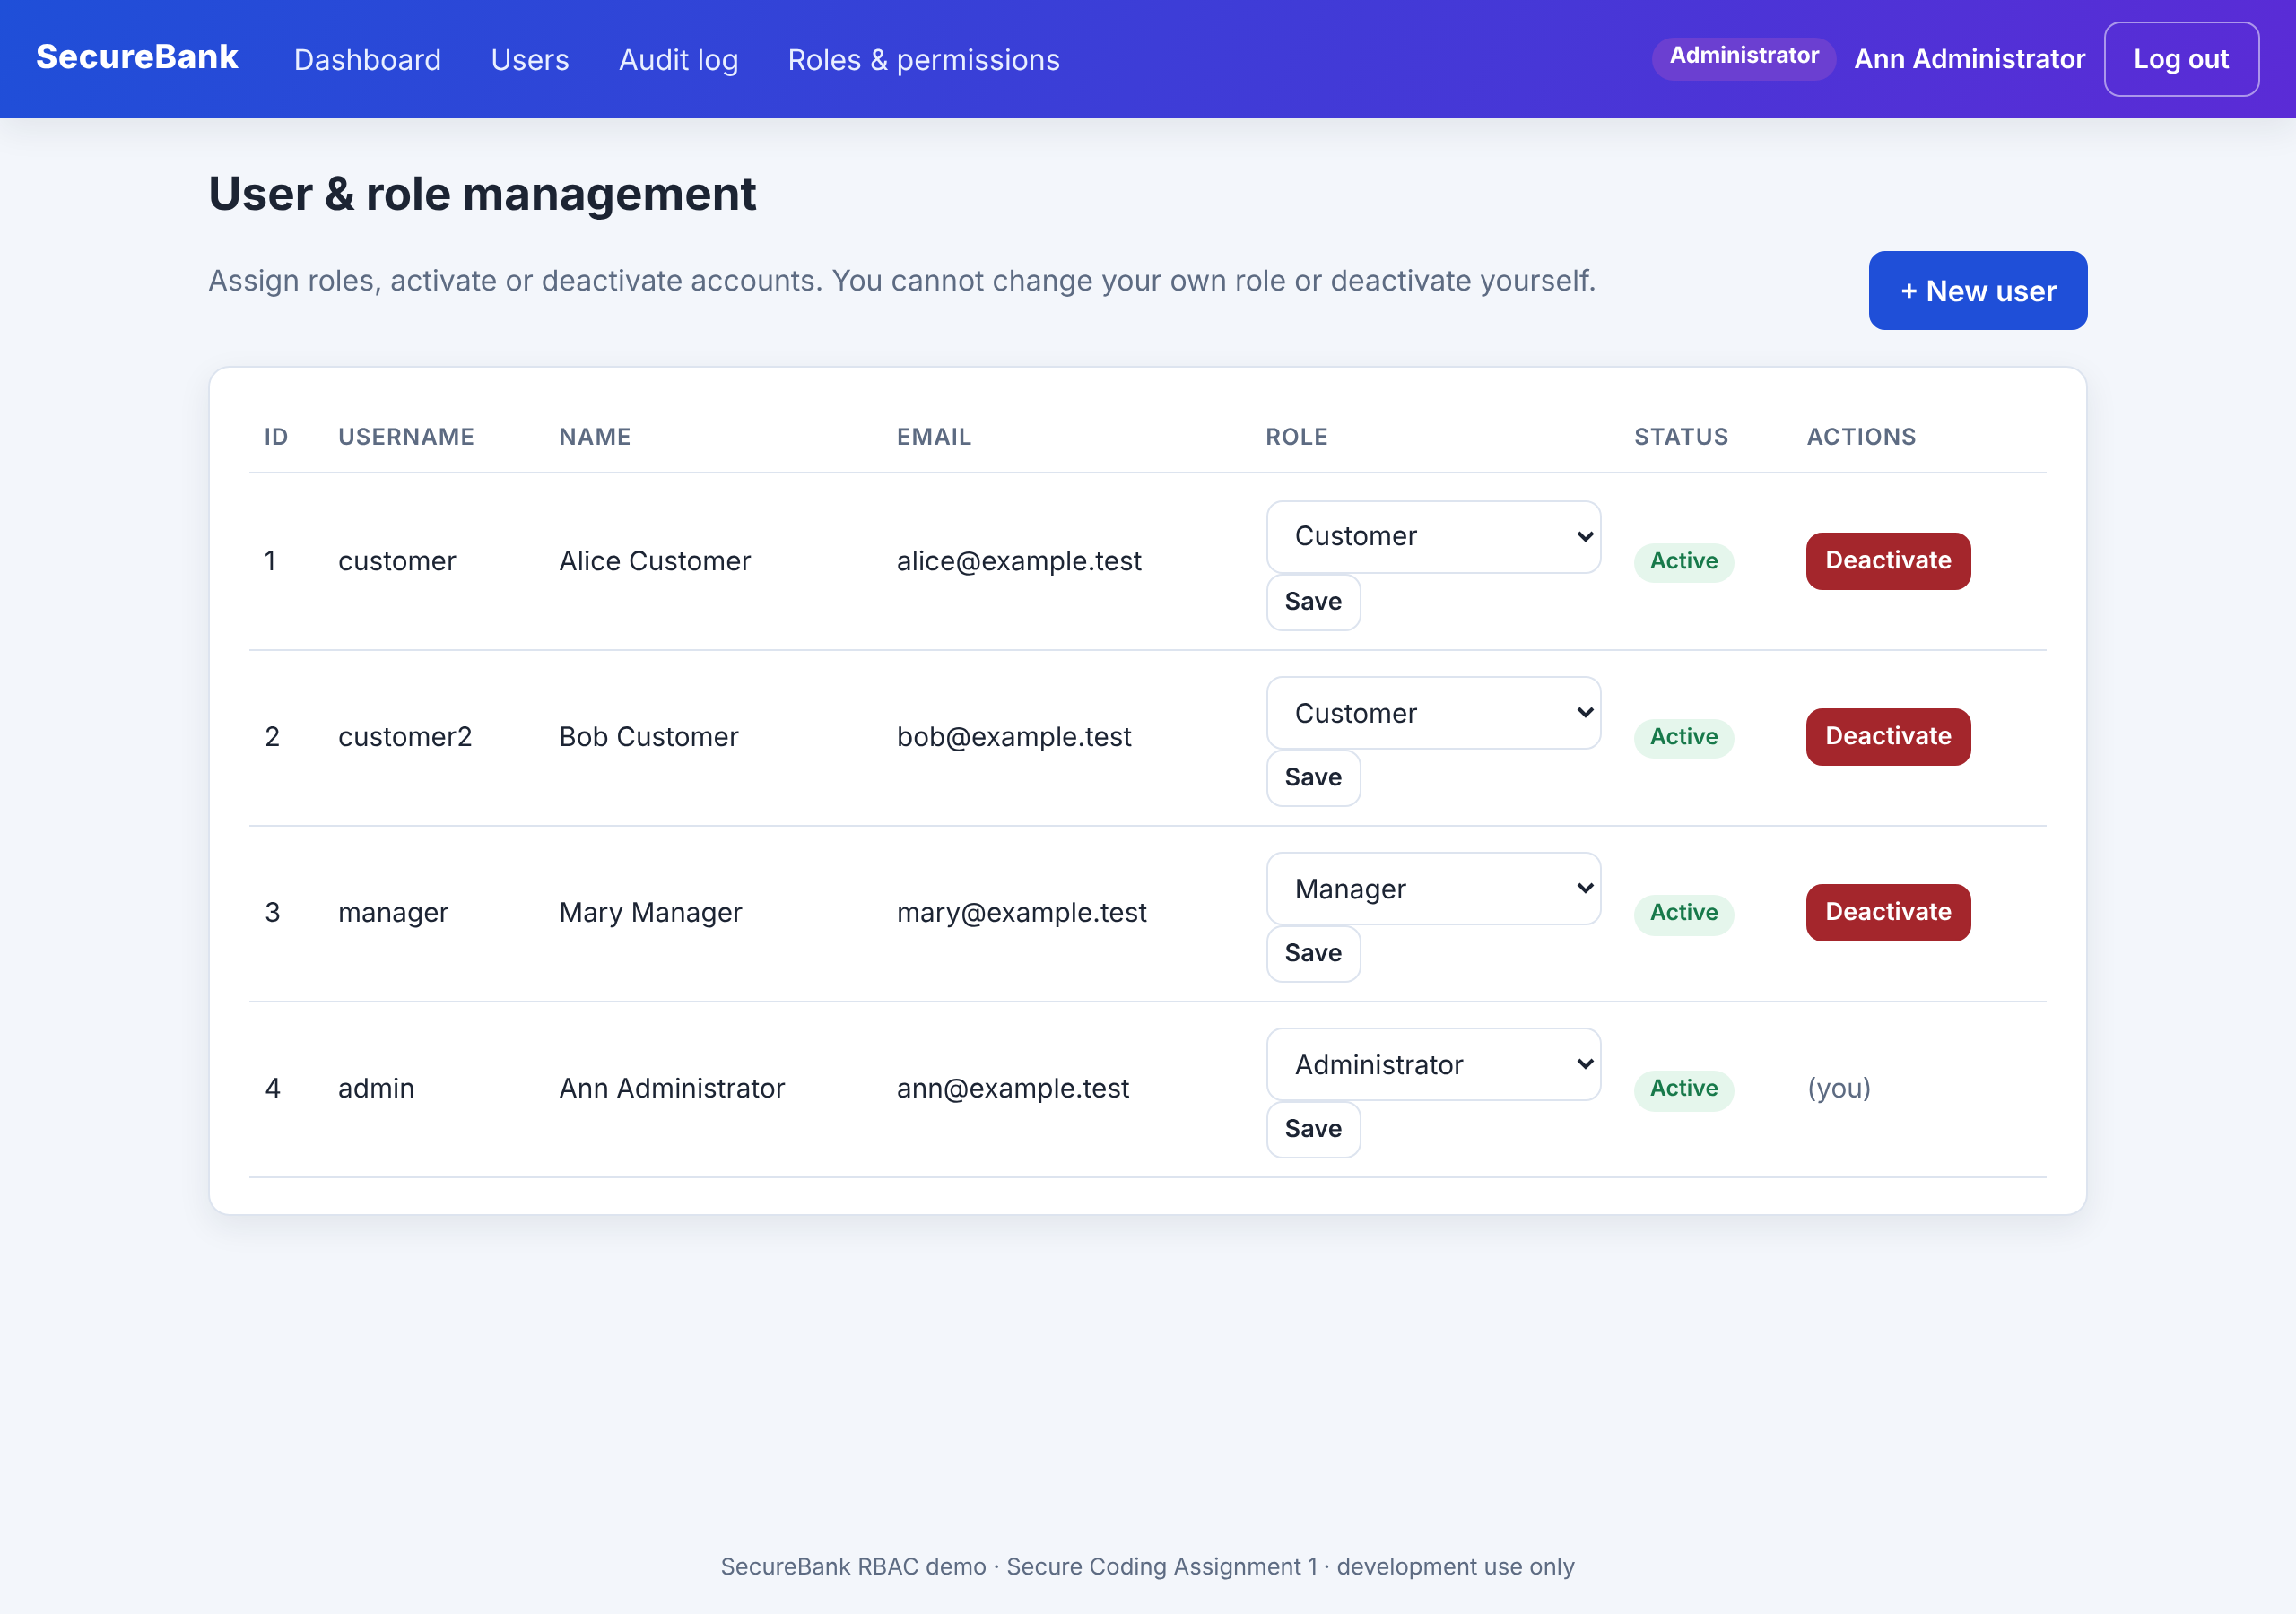 SecureBank Dashboard Users Audit log Roles & permissions Administrator Ann Administrator Log out
User & role management
Assign roles, activate or deactivate accounts. You cannot change your own role or deactivate yourself. + New user
ID USERNAME NAME EMAIL ROLE STATUS ACTIONS
1 customer Alice Customer alice@example.test Customer Active Deactivate
Save
2 customer2 Bob Customer bob@example.test Customer Active Deactivate
Save
3 manager Mary Manager mary@example.test Manager Active Deactivate
Save
4 admin Ann Administrator ann@example.test Administrator Active (you)
Save
SecureBank RBAC demo · Secure Coding Assignment 1 · development use only